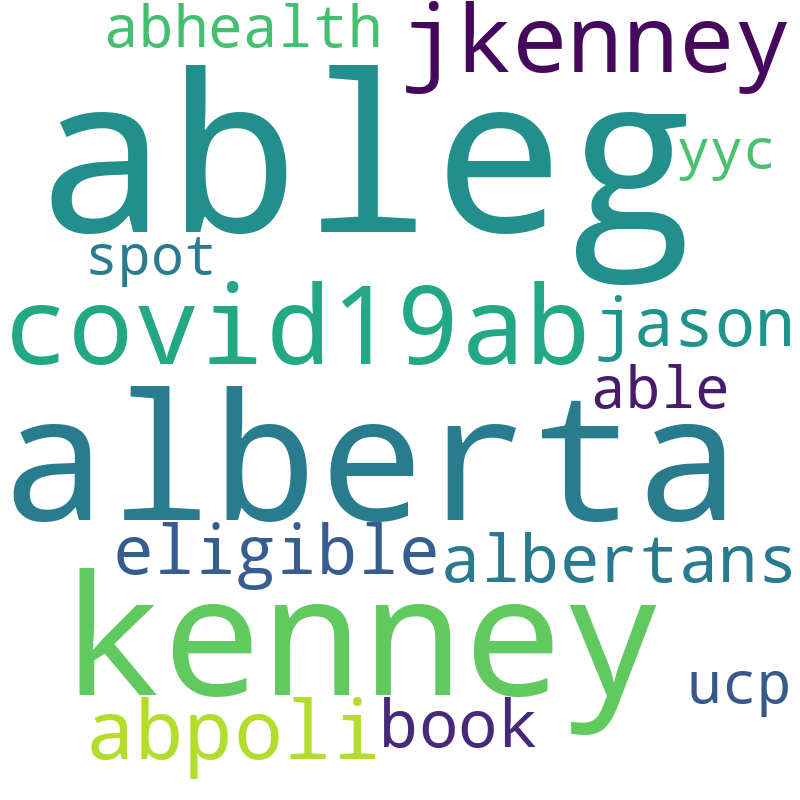 abhealth
jkenney
ableg
yyc
spot
covid19ab
jason
able
alberta
eligible
albertans
kenney
ucp
abpoli
book